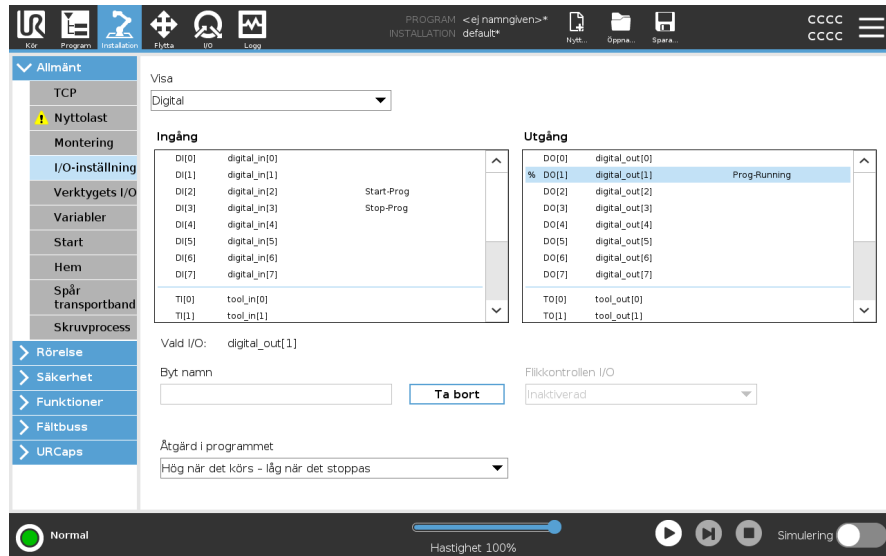 UR
PROGRAM <ej namngiven>*
INSTALLATION default*
CCCC
CCCC
Kör
Program
Installation
Flytta
I/O
Logg
Nytt...
Öppna...
Spara...
Allmänt
TCP
Nyttolast
Montering
I/O-inställning
Verktygets I/O
Variabler
Start
Hem
Spår
transportband
Skruvprocess
Rörelse
Säkerhet
Funktioner
Fältbuss
URCaps
Visa
Digital
Ingång
DI[0] digital_in[0]
DI[1] digital_in[1]
DI[2] digital_in[2] Start-Prog
DI[3] digital_in[3] Stop-Prog
DI[4] digital_in[4]
DI[5] digital_in[5]
DI[6] digital_in[6]
DI[7] digital_in[7]
TI[0] tool_in[0]
TI[1] tool_in[1]
Utgång
DO[0] digital_out[0]
% DO[1] digital_out[1] Prog-Running
DO[2] digital_out[2]
DO[3] digital_out[3]
DO[4] digital_out[4]
DO[5] digital_out[5]
DO[6] digital_out[6]
DO[7] digital_out[7]
TO[0] tool_out[0]
TO[1] tool_out[1]
Vald I/O: digital_out[1]
Byt namn
Ta bort
Flikkontrollen I/O
Inaktiverad
Åtgärd i programmet
Hög när det körs – låg när det stoppas
Normal
Hastighet 100%
Simulering